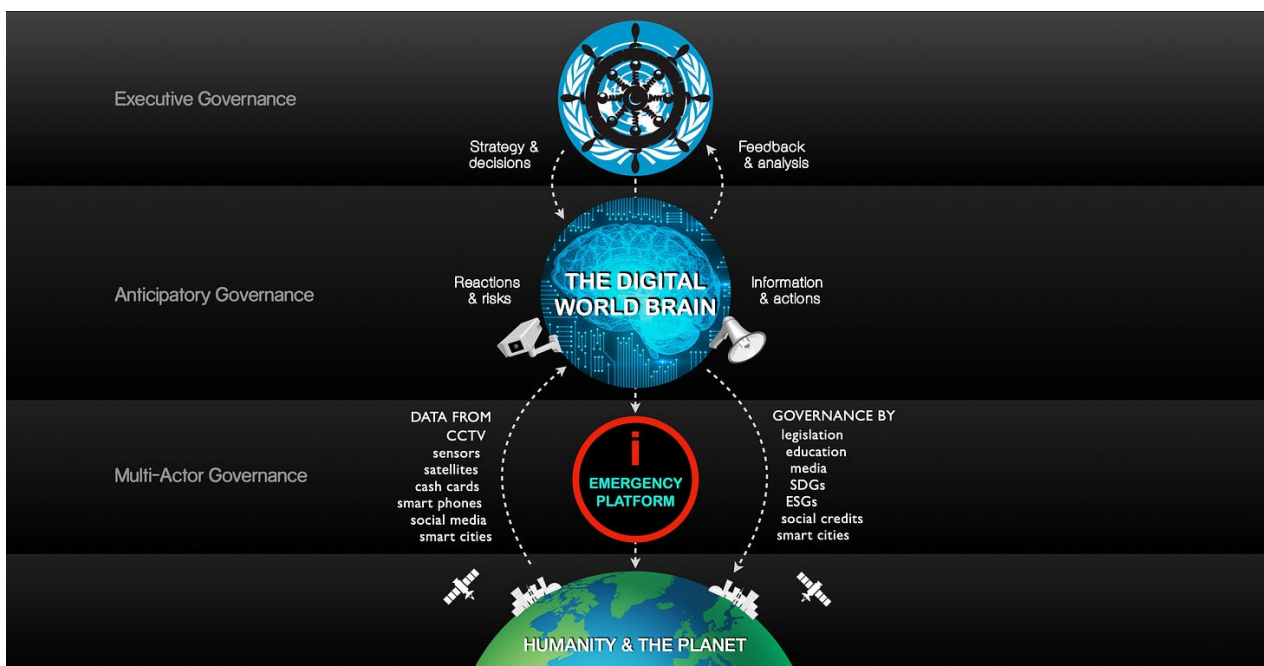 Executive Governance
Strategy &
decisions
Feedback
& analysis
Anticipatory Governance
Reactions
& risks
THE DIGITAL
WORLD BRAIN
Information
& actions
Multi-Actor Governance
DATA FROM
CCTV
sensors
satellites
cash cards
smart phones
social media
smart cities
i
EMERGENCY
PLATFORM
GOVERNANCE BY
legislation
education
media
SDGs
ESGs
social credits
smart cities
HUMANITY & THE PLANET